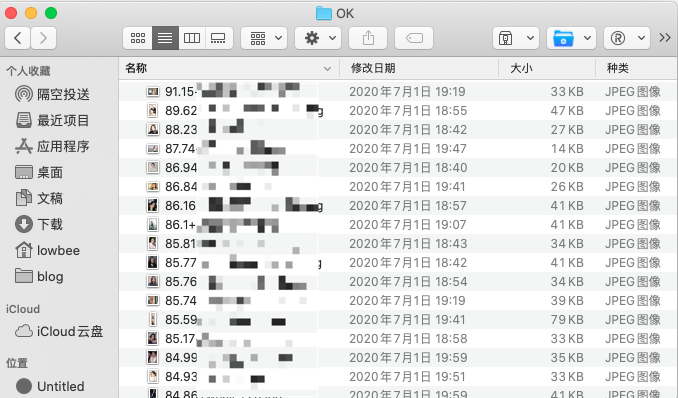 OK
个人收藏
隔空投送
最近项目
应用程序
桌面
文稿
下载
lowbee
blog
iCloud
iCloud云盘
位置
Untitled
名称 修改日期 大小 种类
91.15- 2020年7月1日 19:19 33 KB JPEG图像
89.62 2020年7月1日 18:55 47 KB JPEG图像
88.23 2020年7月1日 18:42 27 KB JPEG图像
87.74 2020年7月1日 19:47 14 KB JPEG图像
86.94 2020年7月1日 18:40 20 KB JPEG图像
86.84 2020年7月1日 19:41 26 KB JPEG图像
86.16 2020年7月1日 18:57 41 KB JPEG图像
86.1+ 2020年7月1日 19:07 41 KB JPEG图像
85.81 2020年7月1日 18:43 34 KB JPEG图像
85.77 2020年7月1日 18:42 41 KB JPEG图像
85.76 2020年7月1日 18:54 34 KB JPEG图像
85.74 2020年7月1日 19:19 39 KB JPEG图像
85.59 2020年7月1日 19:41 79 KB JPEG图像
85.17 2020年7月1日 18:58 33 KB JPEG图像
84.99 2020年7月1日 19:59 35 KB JPEG图像
84.93 2020年7月1日 19:51 33 KB JPEG图像
84.86 2020年7月1日 19:59 41 KB JPEG图像